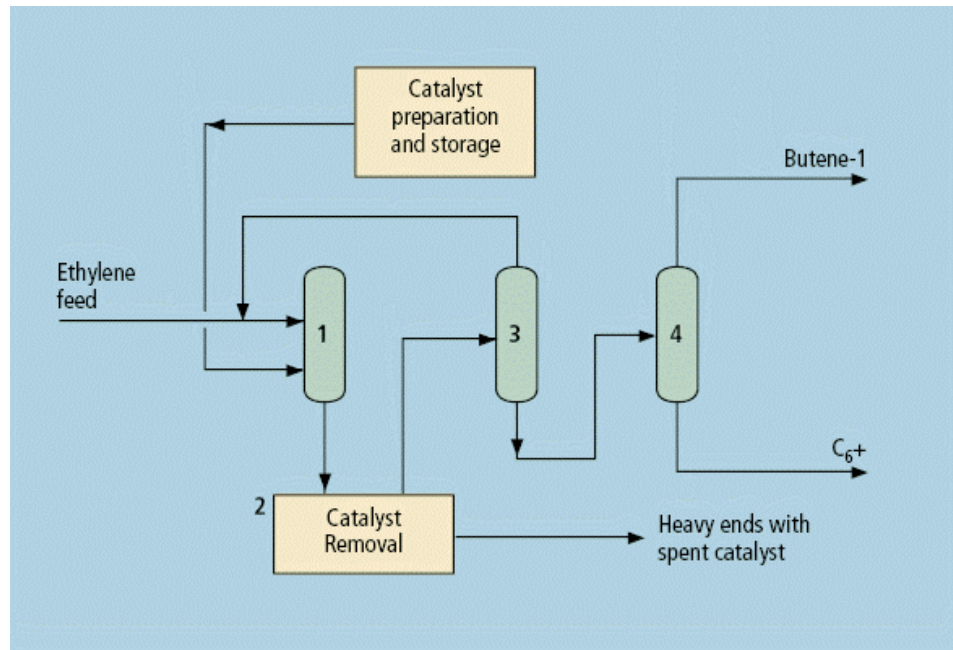 Catalyst
preparation
and storage
Butene-1
Ethylene
feed
1
3
4
C₆+
2
Catalyst
Removal
Heavy ends with
spent catalyst